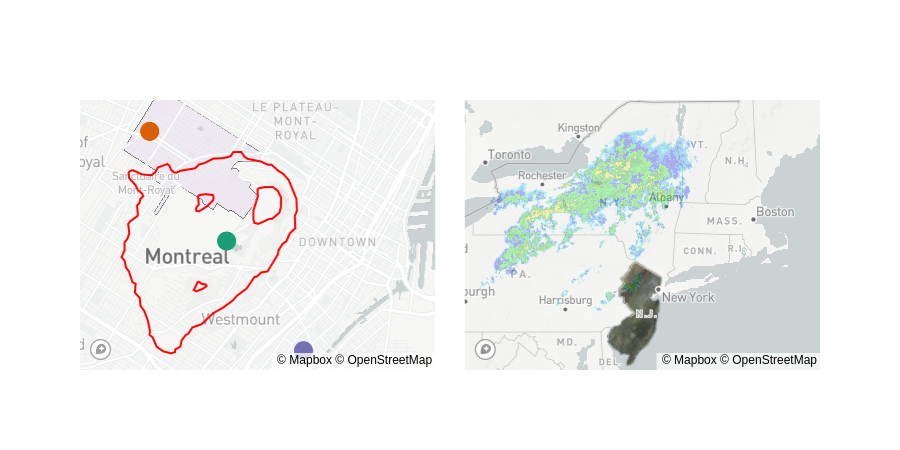 LE PLATEAU-
MONT-
ROYAL
of
oyal
Sanctuaire du
Mont-Royal
DOWNTOWN
Montreal
Westmount
d
© Mapbox © OpenStreetMap
Kingston
VT.
Toronto
N.H.
Rochester
N.Y.
Albany
Boston
MASS.
CONN.
R.I.
d
PA.
burgh
Harrisburg
New York
N.J.
MD.
DEL.
© Mapbox © OpenStreetMap